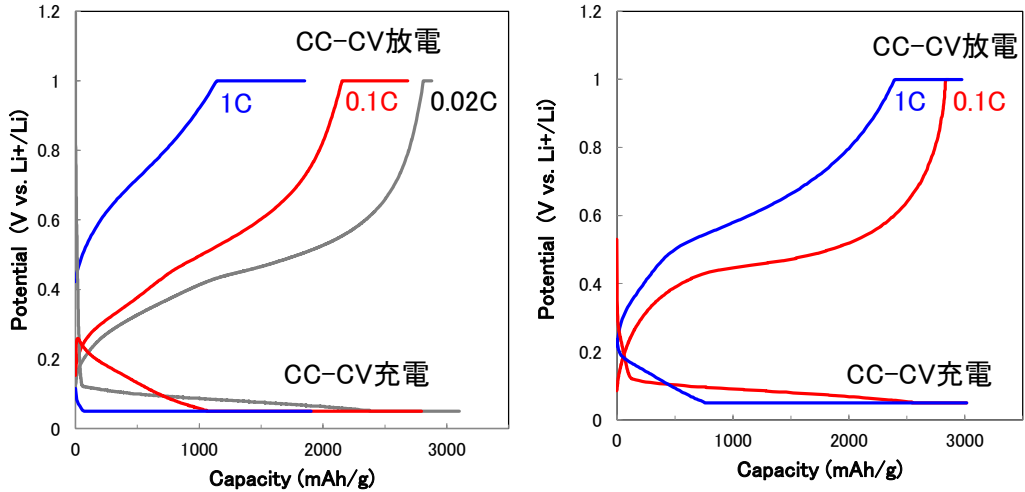 1.2
1
0.8
0.6
0.4
0.2
0
Potential (V vs. Li+/Li)
CC-CV放電
1C
0.1C
0.02C
CC-CV充電
0
1000
2000
3000
Capacity (mAh/g)
1.2
1
0.8
0.6
0.4
0.2
0
Potential (V vs. Li+/Li)
CC-CV放電
1C
0.1C
CC-CV充電
0
1000
2000
3000
Capacity (mAh/g)